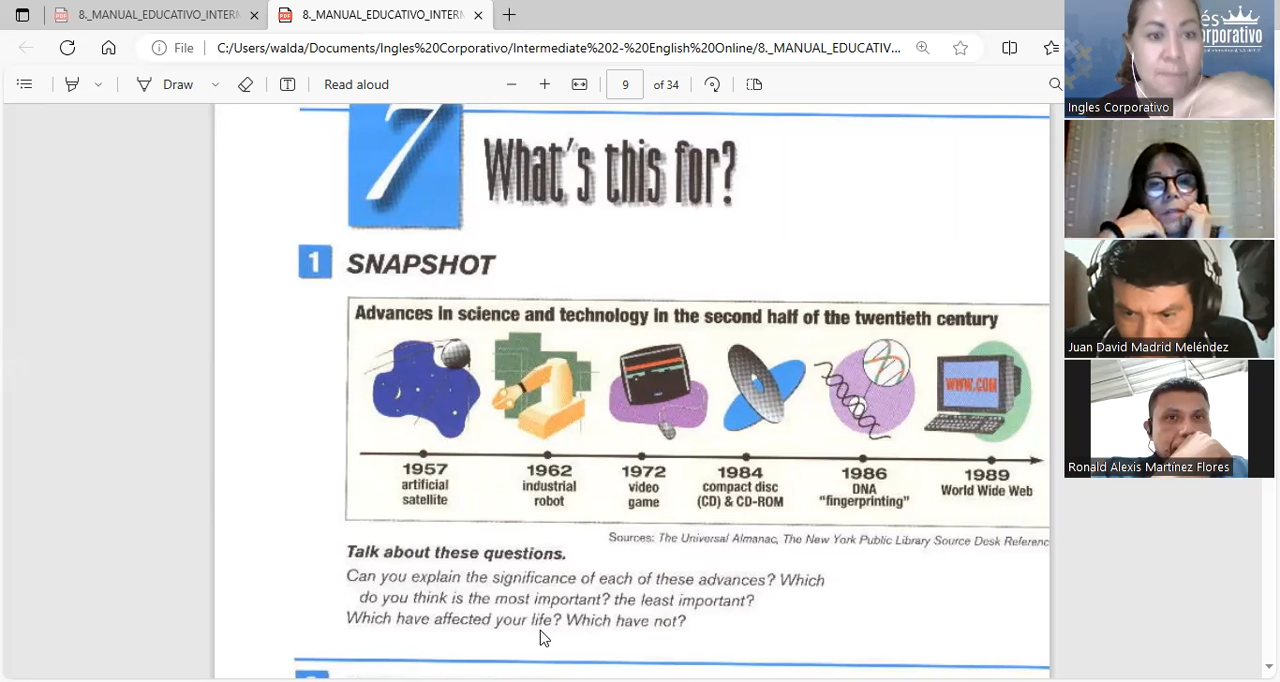 8._MANUAL_EDUCATIVO_INTERN
8._MANUAL_EDUCATIVO_INTERN
File
C:/Users/walda/Documents/Ingles%20Corporativo/Intermediate%202-%20English%20Online/8._MANUAL_EDUCATIV...
Draw
Read aloud
9
of 34
7
What's this for?
1 SNAPSHOT
Advances in science and technology in the second half of the twentieth century
WWW.COM
1957
artificial
satellite
1962
industrial
robot
1972
video
game
1984
compact disc
(CD) & CD-ROM
1986
DNA
"fingerprinting"
1989
World Wide Web
Sources: The Universal Almanac, The New York Public Library Source Desk Referenc
Talk about these questions.
Can you explain the significance of each of these advances? Which
do you think is the most important? the least important?
Which have affected your life? Which have not?
és
orporativo
Ingles Corporativo
Juan David Madrid Meléndez
Ronald Alexis Martínez Flores